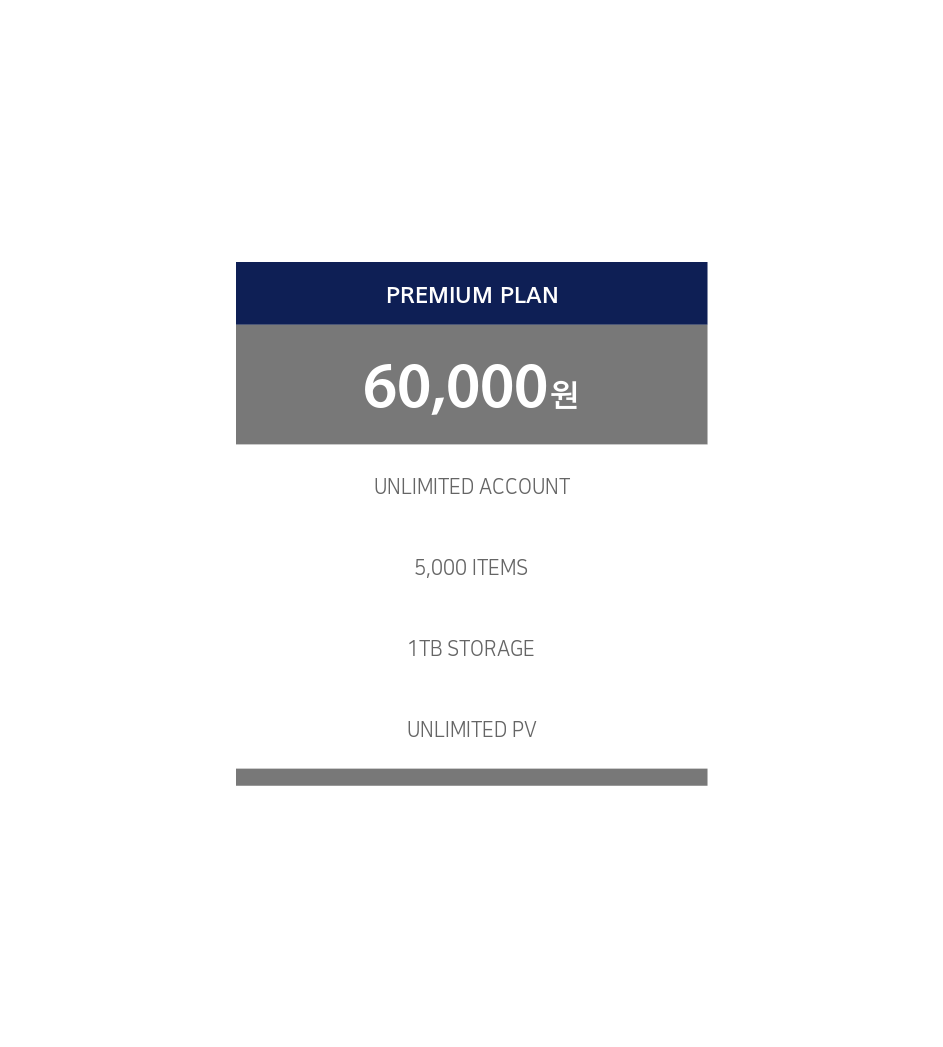 PREMIUM PLAN
60,000원
UNLIMITED ACCOUNT
5,000 ITEMS
1TB STORAGE
UNLIMITED PV